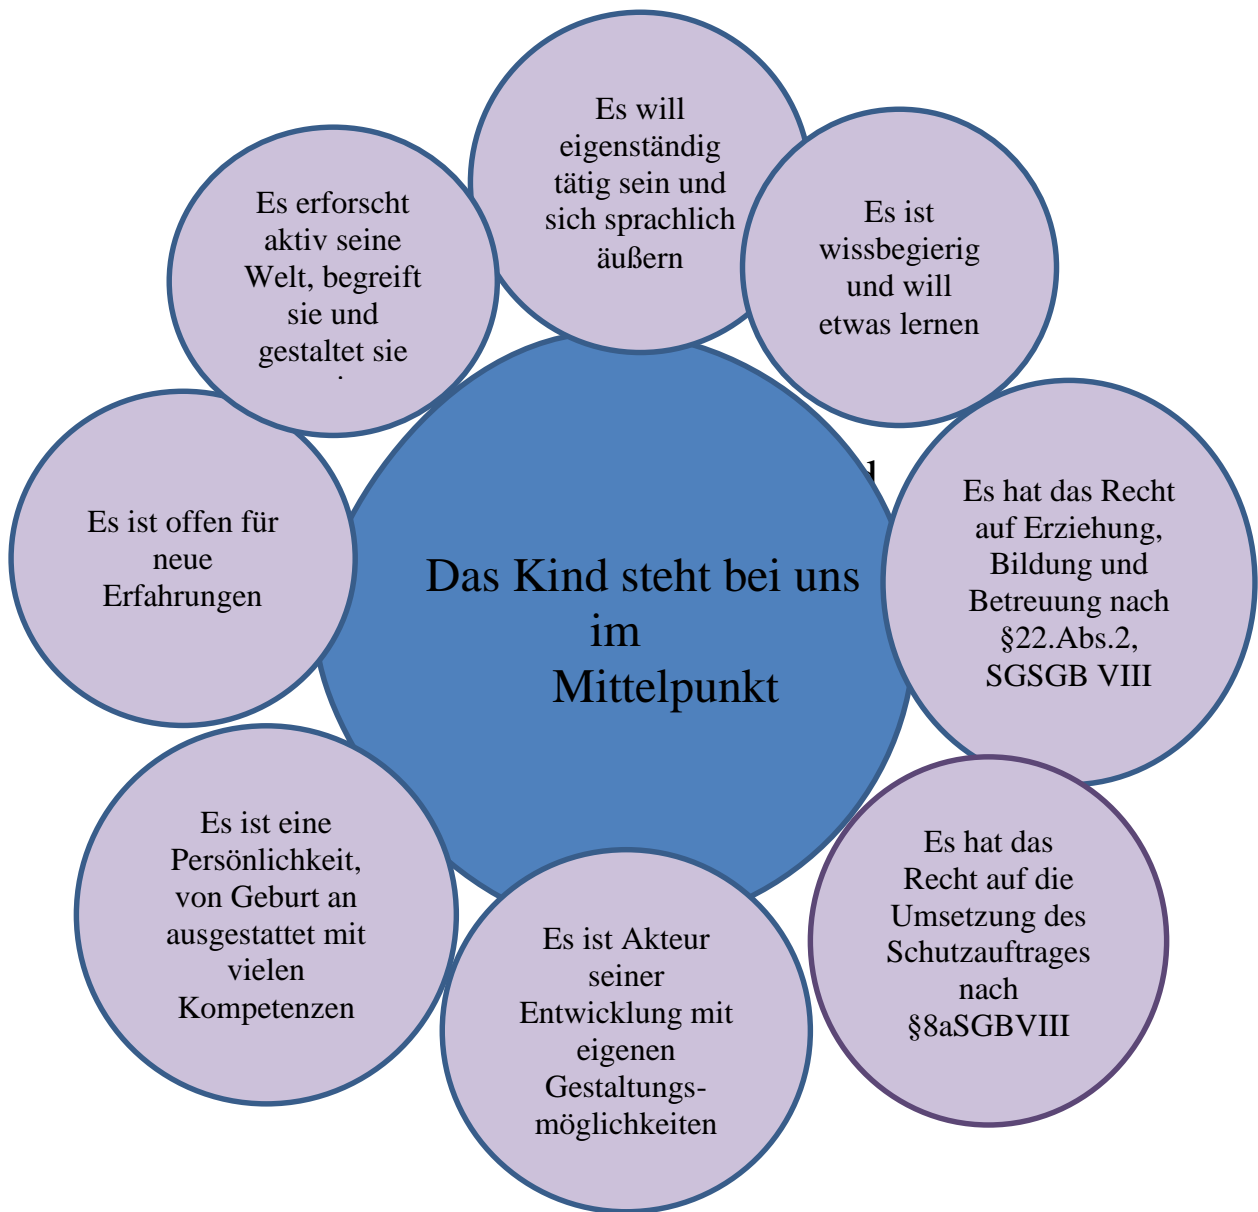 Es will
eigenständig
tätig sein und
sich sprachlich
äußern
Es ist
wissbegierig
und will
etwas lernen
Es hat das Recht
auf Erziehung,
Bildung und
Betreuung nach
§22.Abs.2,
SGSGB VIII
Es hat das
Recht auf die
Umsetzung des
Schutzauftrages
nach
§8aSGBVIII
Es ist Akteur
seiner
Entwicklung mit
eigenen
Gestaltungs-
möglichkeiten
Es ist eine
Persönlichkeit,
von Geburt an
ausgestattet mit
vielen
Kompetenzen
Es ist offen für
neue
Erfahrungen
Es erforscht
aktiv seine
Welt, begreift
sie und
gestaltet sie
Das Kind steht bei uns
im
Mittelpunkt